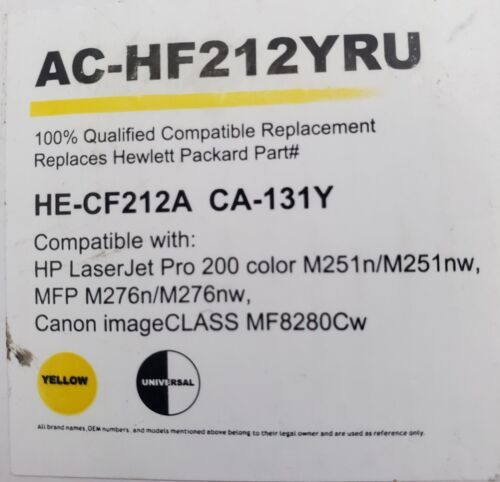 AC-HF212YRU
100% Qualified Compatible Replacement
Replaces Hewlett Packard Part#
HE-CF212A CA-131Y
Compatible with:
HP LaserJet Pro 200 color M251n/M251nw,
MFP M276n/M276nw,
Canon imageCLASS MF8280Cw
YELLOW UNIVERSAL
All brand names, OEM numbers, and models mentioned above belong to their legal owner and are used as reference only.